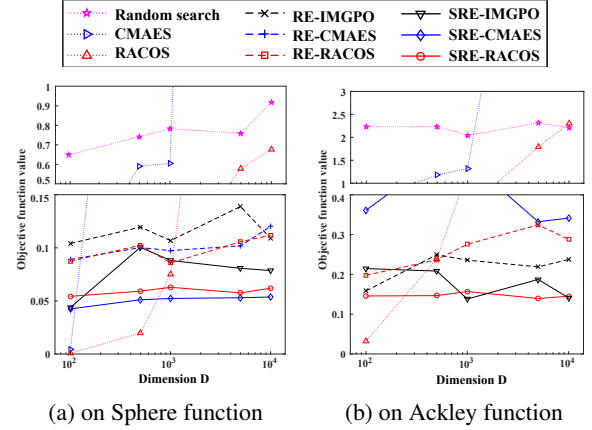 Random search RE-IMGPO SRE-IMGPO
CMAES RE-CMAES SRE-CMAES
RACOS RE-RACOS SRE-RACOS
Objective function value
1
0.9
0.8
0.7
0.6
0.5
0.15
0.1
0.05
0
10^2 10^3 10^4
Dimension D
(a) on Sphere function
Objective function value
3
2.5
2
1.5
1
0.4
0.3
0.2
0.1
0
10^2 10^3 10^4
Dimension D
(b) on Ackley function